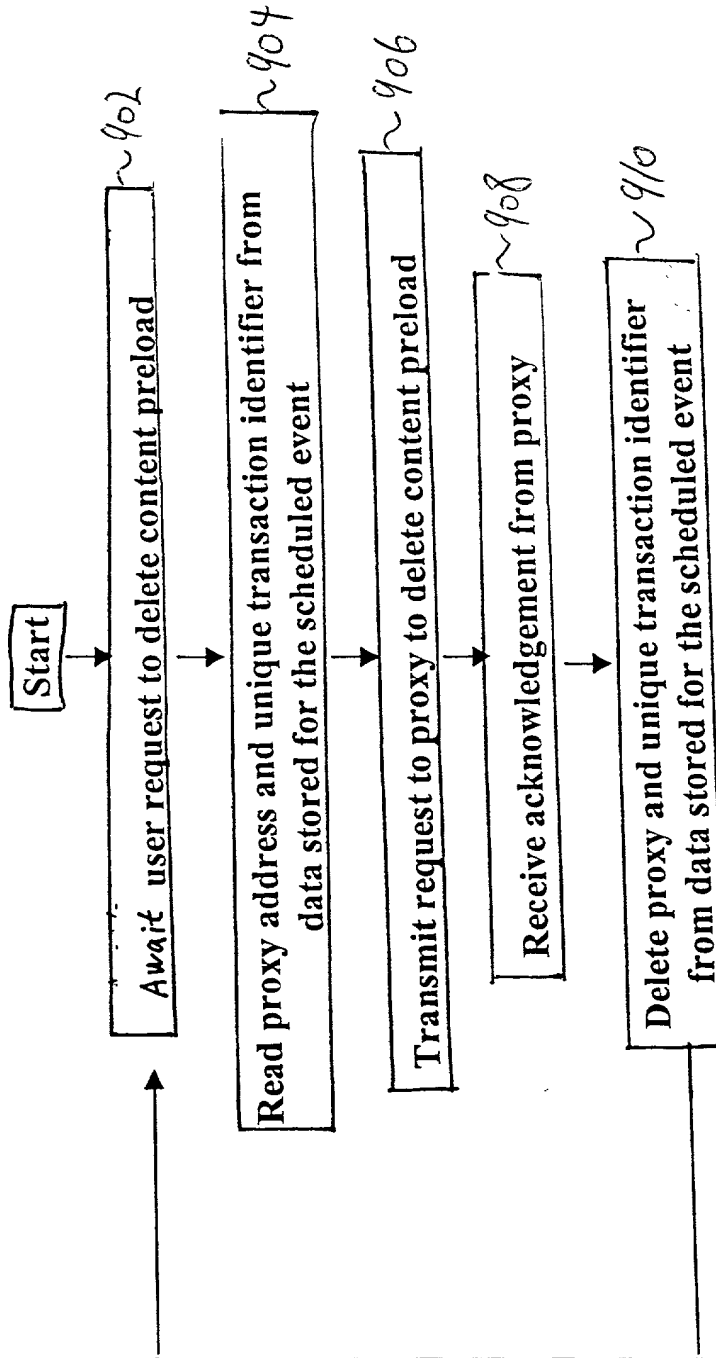 Start
Await user request to delete content preload
~902
Read proxy address and unique transaction identifier from
data stored for the scheduled event
~904
Transmit request to proxy to delete content preload
~906
Receive acknowledgement from proxy
~908
Delete proxy and unique transaction identifier
from data stored for the scheduled event
~910